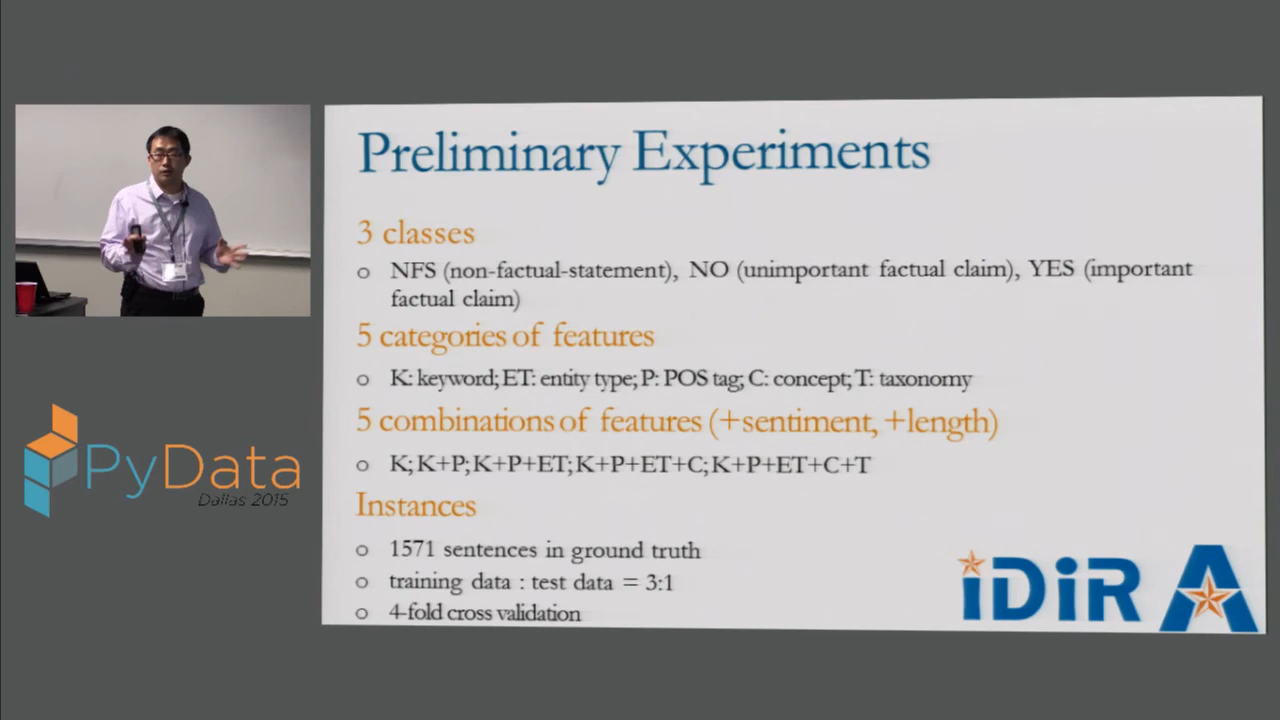 Preliminary Experiments
3 classes
o NFS (non-factual-statement), NO (unimportant factual claim), YES (important
factual claim)
5 categories of features
o K: keyword; ET: entity type; P: POS tag; C: concept; T: taxonomy
5 combinations of features (+sentiment, +length)
o K; K+P; K+P+ET; K+P+ET+C; K+P+ET+C+T
Instances
o 1571 sentences in ground truth
o training data : test data = 3:1
o 4-fold cross validation
iDiR A
PyData
Dallas 2015